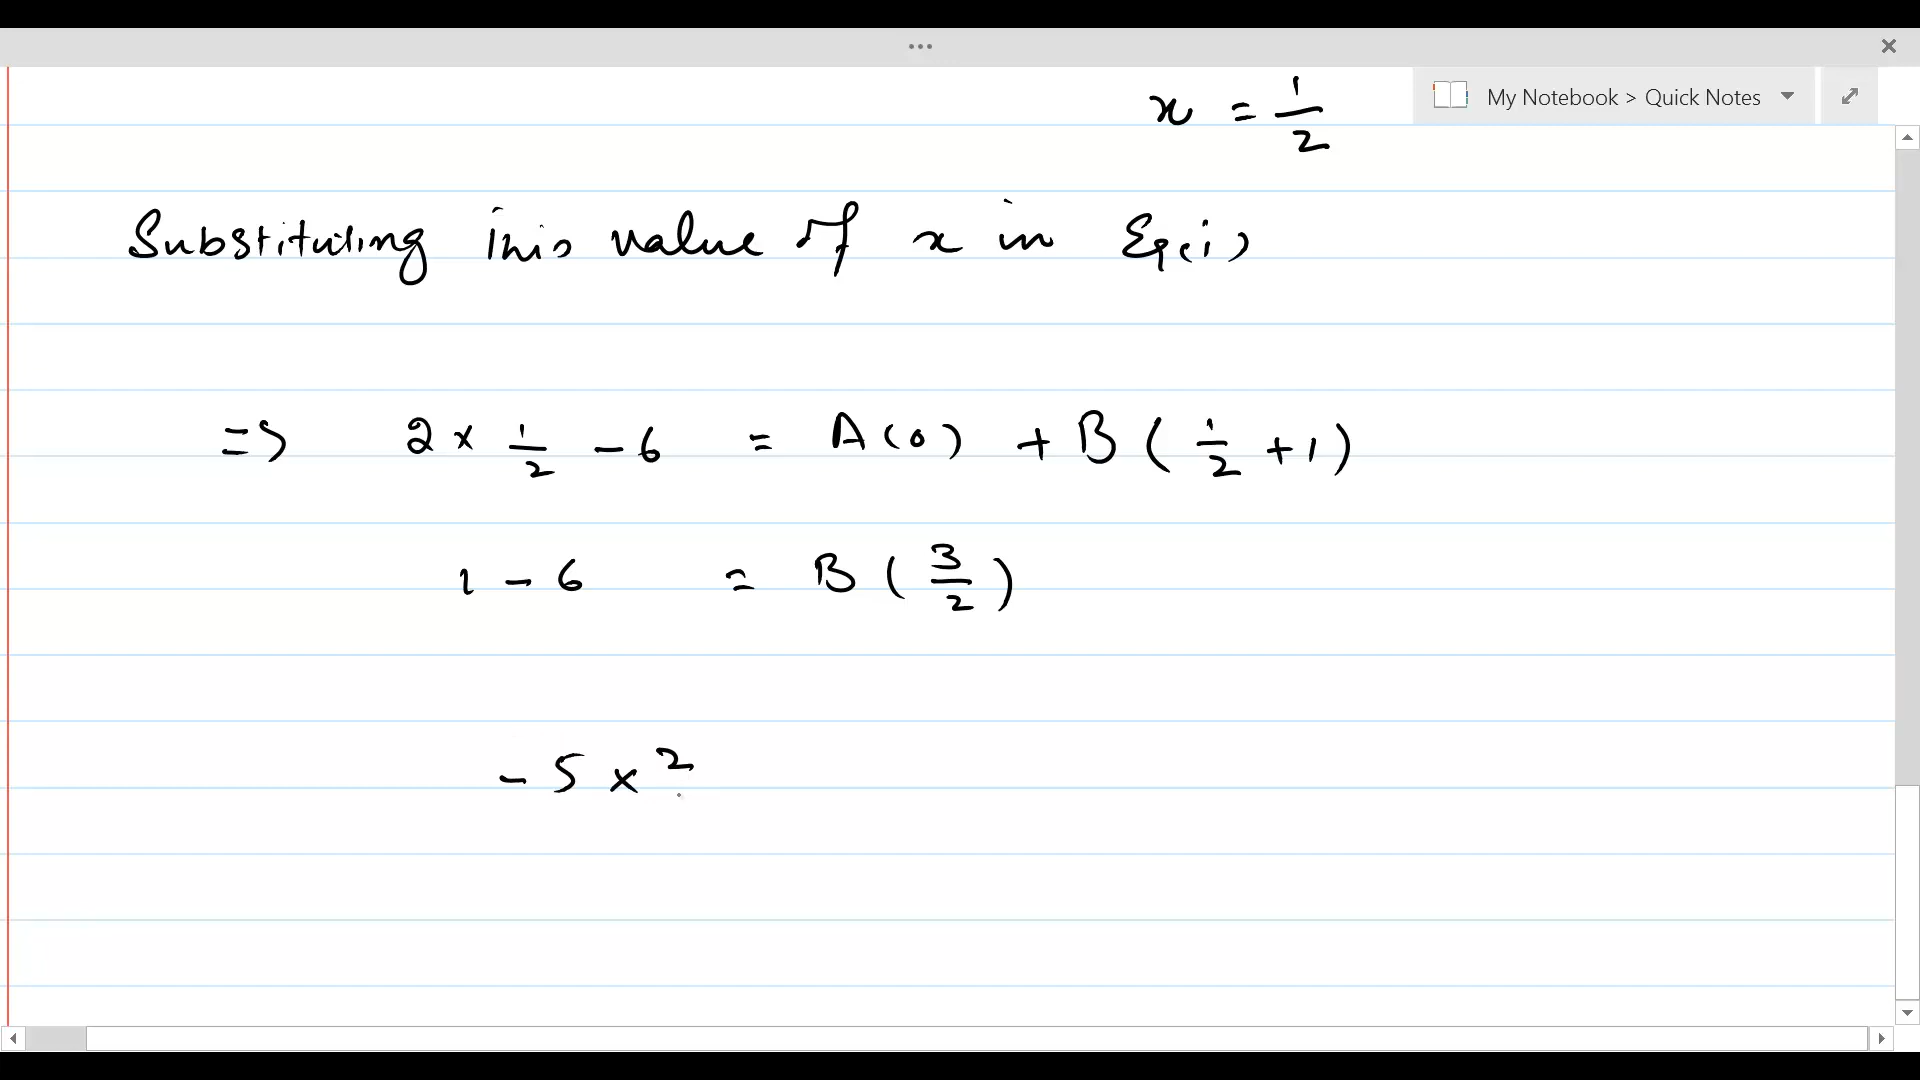 ...
My Notebook > Quick Notes
x = 1/2
Substituting this value of x in Eq(i)
=> 2 × 1/2 - 6 = A(0) + B(1/2 + 1)
1 - 6 = B(3/2)
- 5 × 2